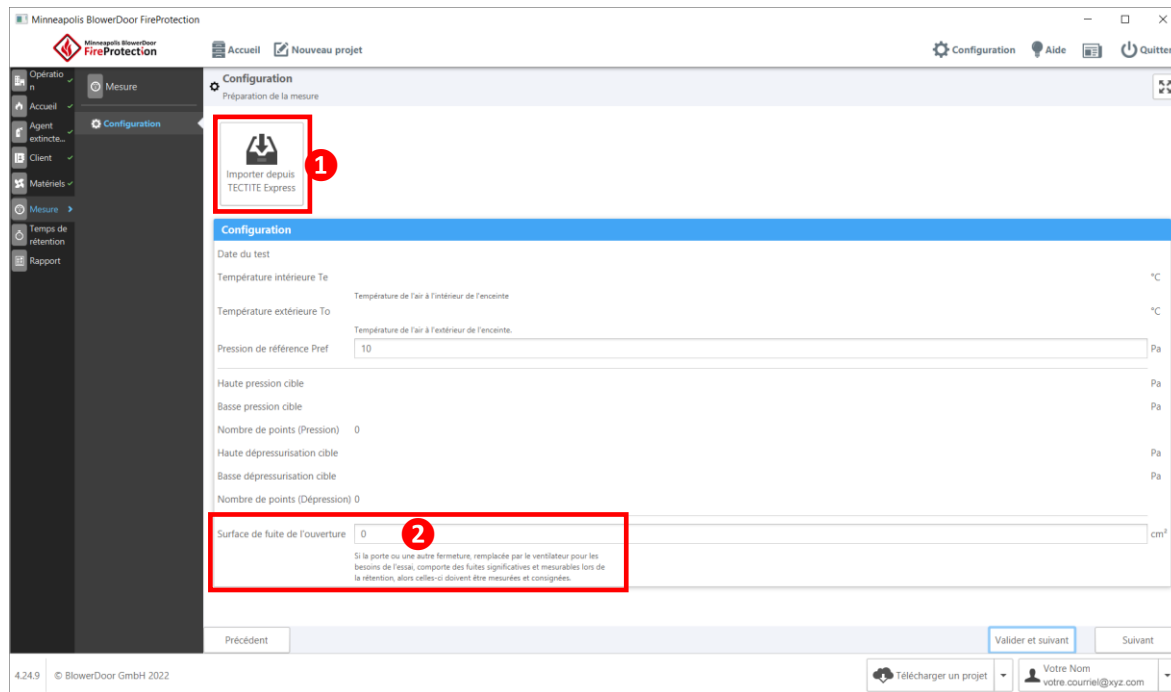 Minneapolis BlowerDoor FireProtection
Minneapolis BlowerDoor
FireProtection
Accueil
Nouveau projet
Configuration
Aide
Quitter
Opératio
n
Accueil
Agent
extincte...
Client
Matériels
Mesure
Temps de
rétention
Rapport
Mesure
Configuration
Configuration
Préparation de la mesure
Importer depuis
TECTITE Express
1
Configuration
Date du test
Température intérieure Te °C
Température de l'air à l'intérieur de l'enceinte
Température extérieure To °C
Température de l'air à l'extérieur de l'enceinte.
Pression de référence Pref 10 Pa
Haute pression cible Pa
Basse pression cible Pa
Nombre de points (Pression) 0
Haute dépressurisation cible Pa
Basse dépressurisation cible Pa
Nombre de points (Dépression) 0
Surface de fuite de l'ouverture 0 2 cm²
Si la porte ou une autre fermeture, remplacée par le ventilateur pour les
besoins de l'essai, comporte des fuites significatives et mesurables lors de
la rétention, alors celles-ci doivent être mesurées et consignées.
Précédent
Valider et suivant
Suivant
4.24.9 © BlowerDoor GmbH 2022
Télécharger un projet
Votre Nom
votre.courriel@xyz.com